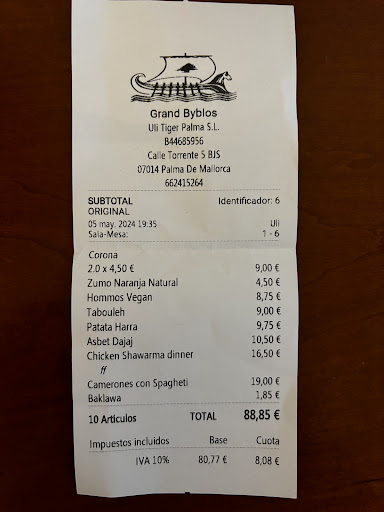 Grand Byblos
Uli Tiger Palma S.L.
B44685956
Calle Torrente 5 BJS
07014 Palma De Mallorca
662415264
SUBTOTAL Identificador: 6
ORIGINAL
05 may. 2024 19:35 Uli
Sala-Mesa: 1 - 6
Corona
2.0 x 4,50 € 9,00 €
Zumo Naranja Natural 4,50 €
Hommos Vegan 8,75 €
Tabouleh 9,00 €
Patata Harra 9,75 €
Asbet Dajaj 10,50 €
Chicken Shawarma dinner 16,50 €
ff
Camerones con Spagheti 19,00 €
Baklawa 1,85 €
10 Articulos TOTAL 88,85 €
Impuestos incluidos Base Cuota
IVA 10% 80,77 € 8,08 €